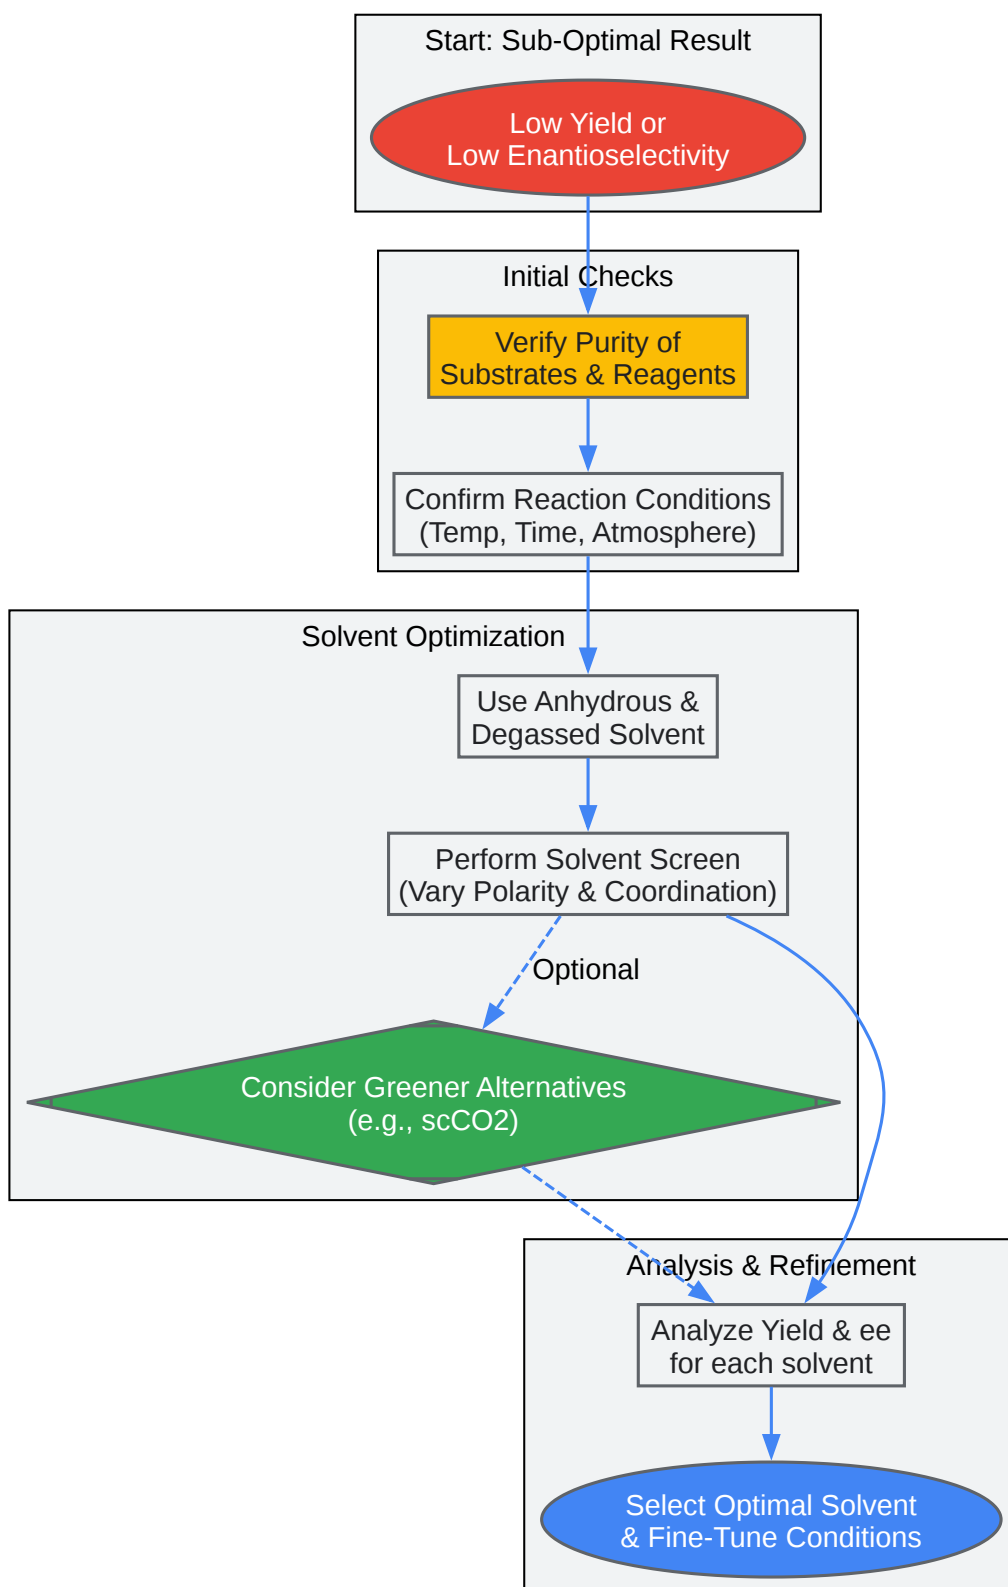 Start: Sub-Optimal Result
Low Yield or
Low Enantioselectivity
Initial Checks
Verify Purity of
Substrates & Reagents
Confirm Reaction Conditions
(Temp, Time, Atmosphere)
Solvent Optimization
Use Anhydrous &
Degassed Solvent
Perform Solvent Screen
(Vary Polarity & Coordination)
Optional
Consider Greener Alternatives
(e.g., scCO2)
Analysis & Refinement
Analyze Yield & ee
for each solvent
Select Optimal Solvent
& Fine-Tune Conditions